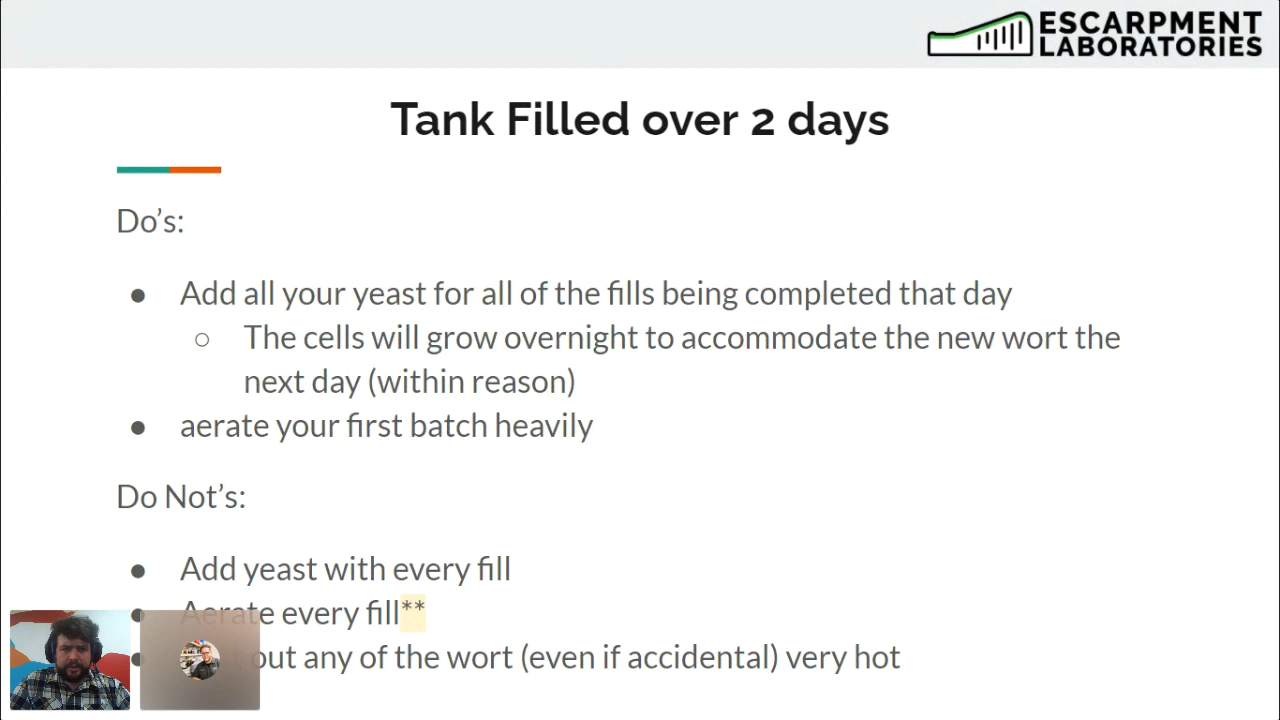 ESCARPMENT
LABORATORIES
Tank Filled over 2 days
Do's:
● Add all your yeast for all of the fills being completed that day
○ The cells will grow overnight to accommodate the new wort the
next day (within reason)
● aerate your first batch heavily
Do Not's:
● Add yeast with every fill
● Aerate every fill**
out any of the wort (even if accidental) very hot